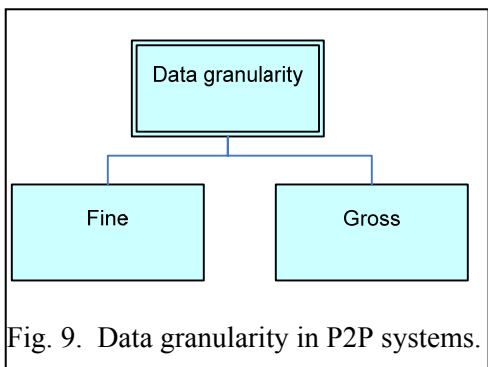 Data granularity
Fine
Gross
Fig. 9. Data granularity in P2P systems.